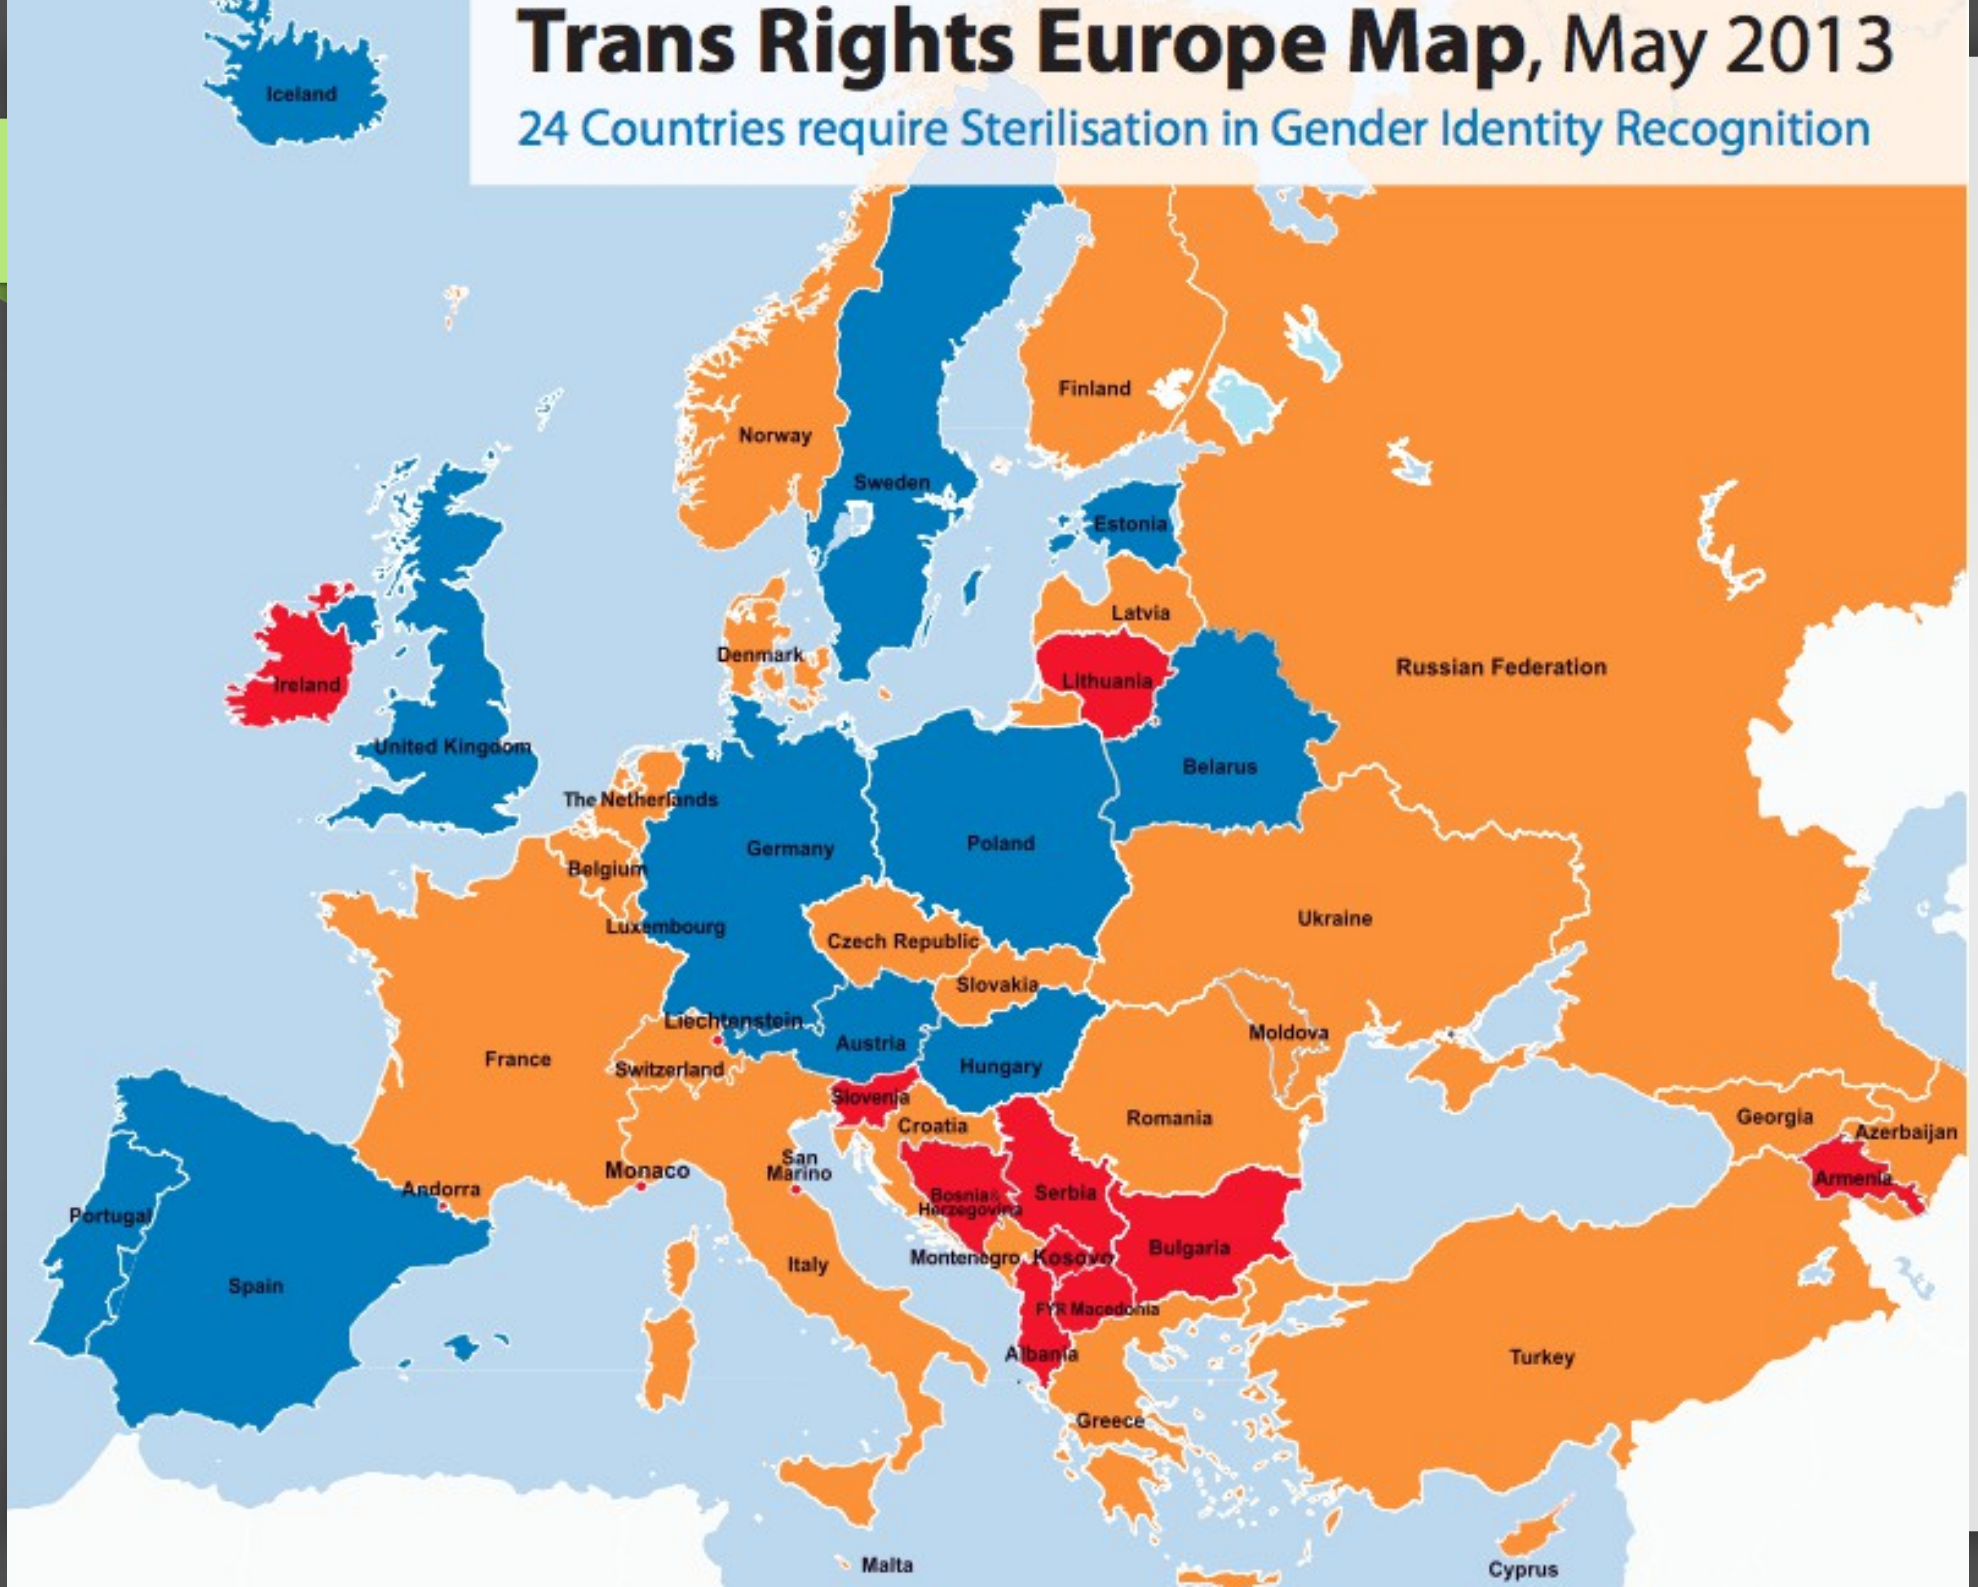 Trans Rights Europe Map, May 2013
24 Countries require Sterilisation in Gender Identity Recognition
Iceland
Finland
Norway
Sweden
Estonia
Latvia
Denmark
Russian Federation
Lithuania
Ireland
United Kingdom
Belarus
The Netherlands
Germany
Poland
Belgium
Ukraine
Luxembourg
Czech Republic
Slovakia
Liechtenstein
Moldova
Austria
France
Hungary
Switzerland
Slovenia
Georgia
Romania
Croatia
Azerbaijan
San
Marino
Monaco
Armenia
Andorra
Serbia
Bosnia&
Herzegovina
Portugal
Bulgaria
Montenegro
Kosovo
Italy
Spain
FYR Macedonia
Albania
Turkey
Greece
Malta
Cyprus